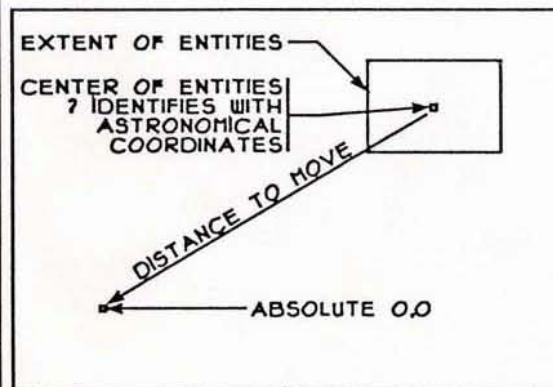 EXTENT OF ENTITIES
CENTER OF ENTITIES
? IDENTIFIES WITH
ASTRONOMICAL
COORDINATES
DISTANCE TO MOVE
ABSOLUTE 0,0